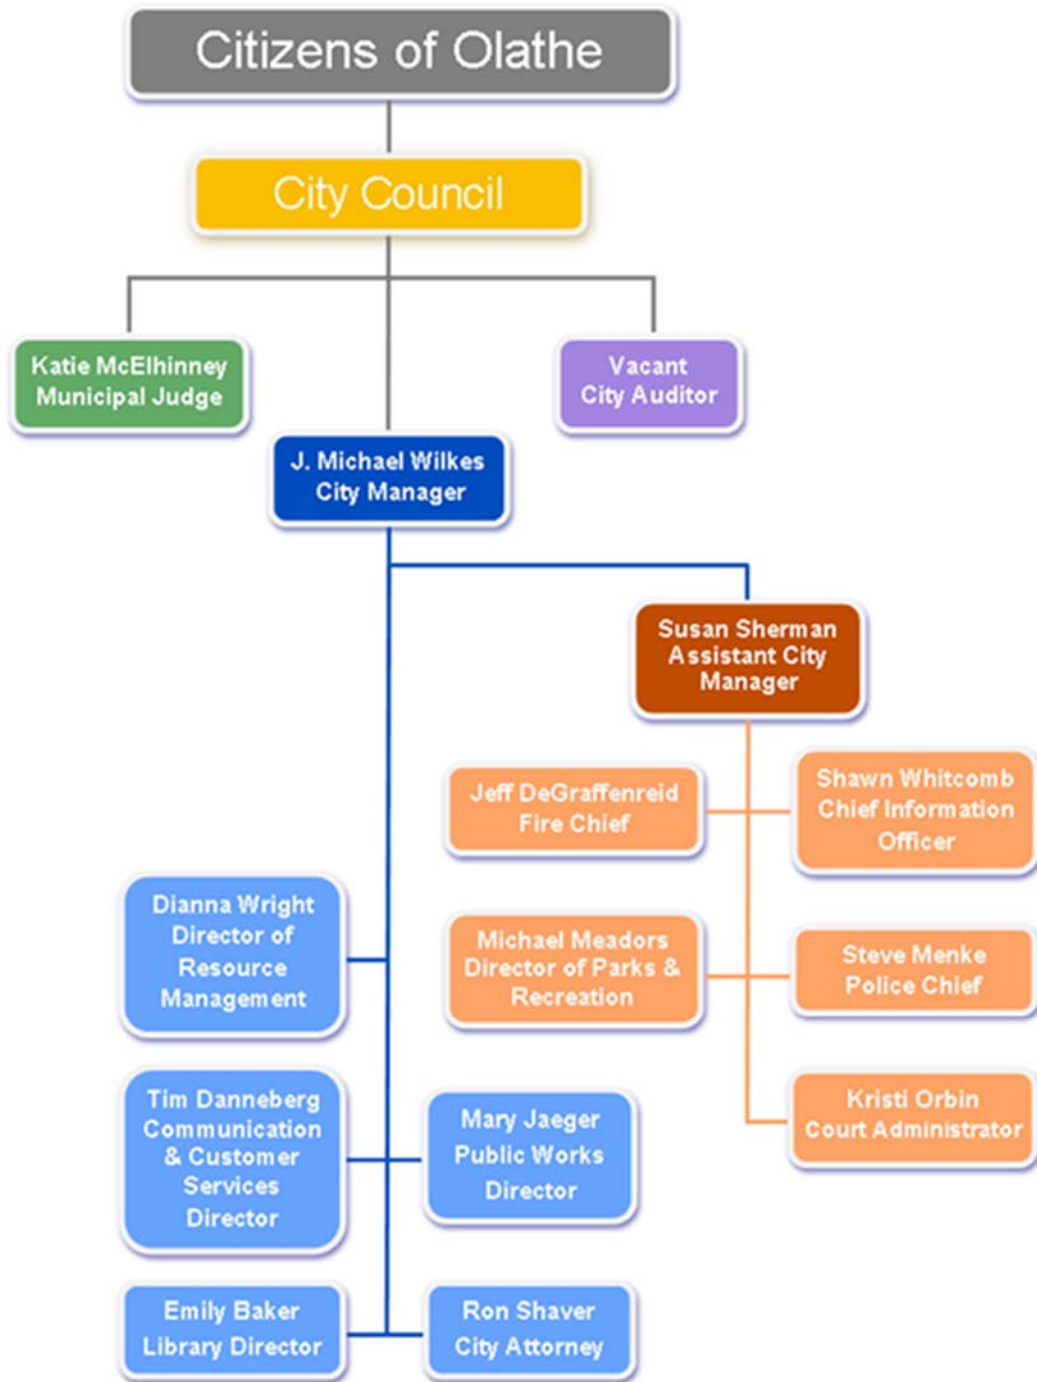 Citizens of Olathe
City Council
Katie McElhinney
Municipal Judge
Vacant
City Auditor
J. Michael Wilkes
City Manager
Susan Sherman
Assistant City
Manager
Jeff DeGraffenreid
Fire Chief
Shawn Whitcomb
Chief Information
Officer
Michael Meadors
Director of Parks &
Recreation
Steve Menke
Police Chief
Kristi Orbin
Court Administrator
Dianna Wright
Director of
Resource
Management
Tim Danneberg
Communication
& Customer
Services
Director
Mary Jaeger
Public Works
Director
Emily Baker
Library Director
Ron Shaver
City Attorney